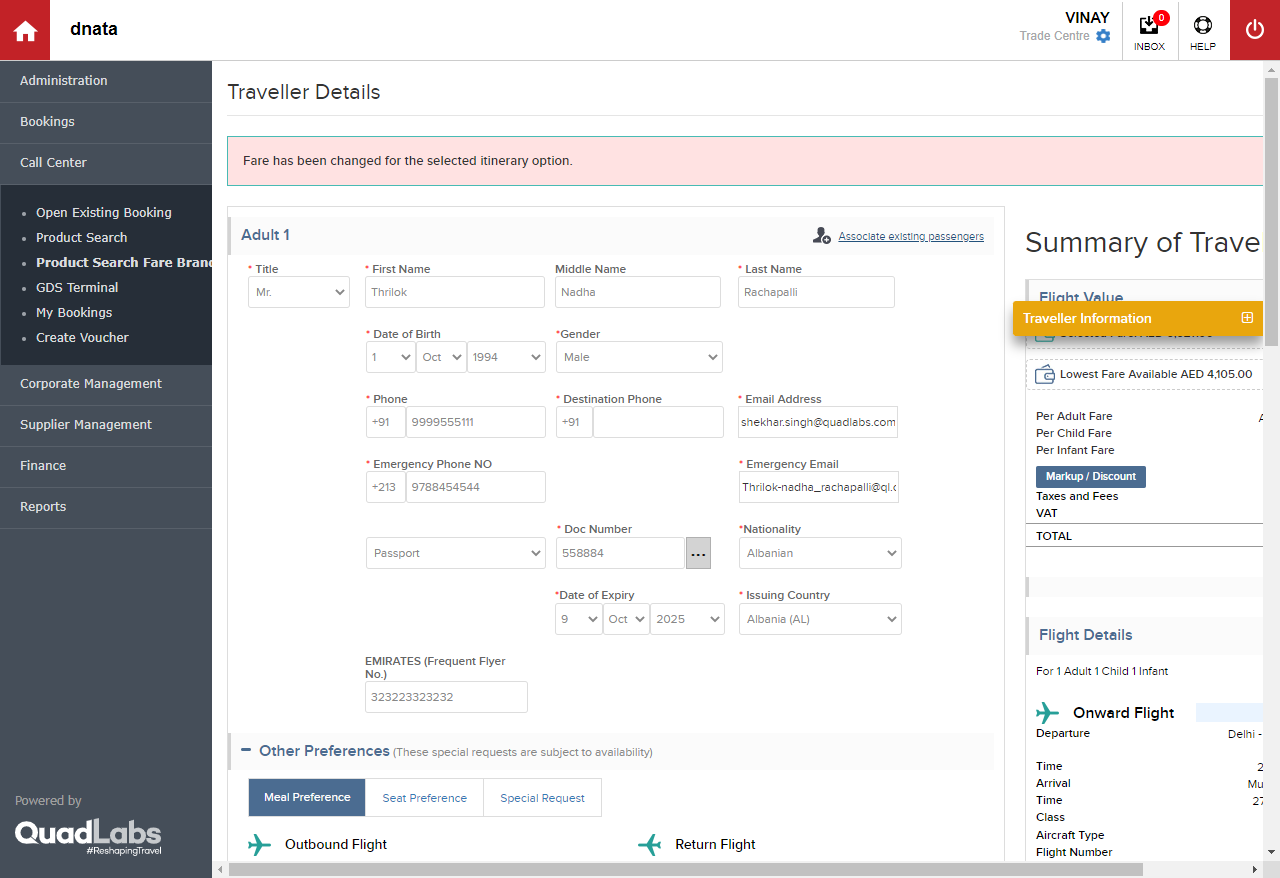 dnata
VINAY
Trade Centre
0
INBOX
HELP
Administration
Bookings
Call Center
Open Existing Booking
Product Search
Product Search Fare Brand
GDS Terminal
My Bookings
Create Voucher
Corporate Management
Supplier Management
Finance
Reports
Powered by
QuadLabs
#ReshapingTravel
Traveller Details
Fare has been changed for the selected itinerary option.
Adult 1
Associate existing passengers
* Title
* First Name
Middle Name
* Last Name
Mr.
Thrilok
Nadha
Rachapalli
* Date of Birth
*Gender
1
Oct
1994
Male
* Phone
* Destination Phone
* Email Address
+91
9999555111
+91
shekhar.singh@quadlabs.com
* Emergency Phone NO
* Emergency Email
+213
9788454544
Thrilok-nadha_rachapalli@ql.c
* Doc Number
*Nationality
Passport
558884
...
Albanian
*Date of Expiry
* Issuing Country
9
Oct
2025
Albania (AL)
EMIRATES (Frequent Flyer
No.)
323223323232
Other Preferences (These special requests are subject to availability)
Meal Preference
Seat Preference
Special Request
Outbound Flight
Return Flight
Summary of Trave
Flight Value
Traveller Information
Lowest Fare Available AED 4,105.00
Per Adult Fare
Per Child Fare
Per Infant Fare
Markup / Discount
Taxes and Fees
VAT
TOTAL
Flight Details
For 1 Adult 1 Child 1 Infant
Onward Flight
Departure
Delhi -
Time
2
Arrival
Mu
Time
27
Class
Aircraft Type
Flight Number